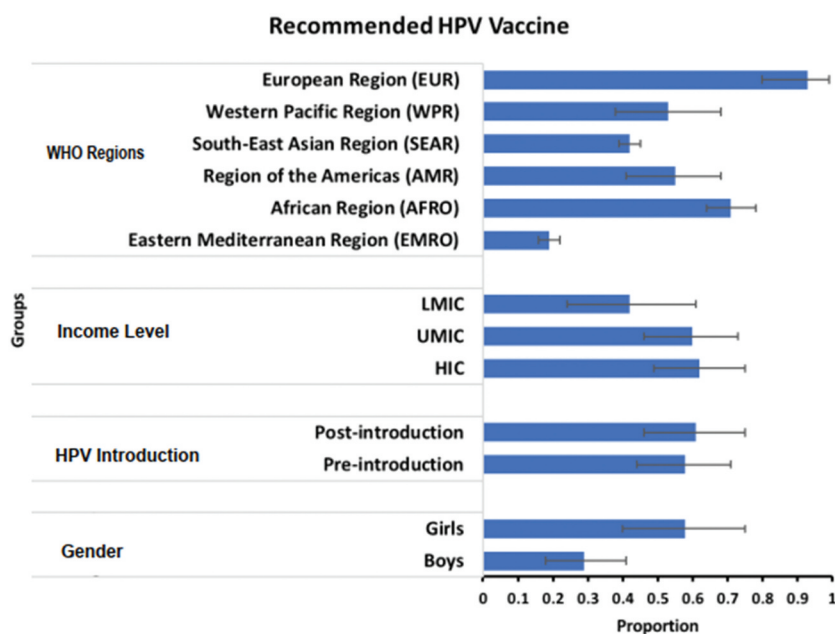 Recommended HPV Vaccine
Groups
WHO Regions
European Region (EUR)
Western Pacific Region (WPR)
South-East Asian Region (SEAR)
Region of the Americas (AMR)
African Region (AFRO)
Eastern Mediterranean Region (EMRO)
Income Level
LMIC
UMIC
HIC
HPV Introduction
Post-introduction
Pre-introduction
Gender
Girls
Boys
0 0.1 0.2 0.3 0.4 0.5 0.6 0.7 0.8 0.9 1
Proportion